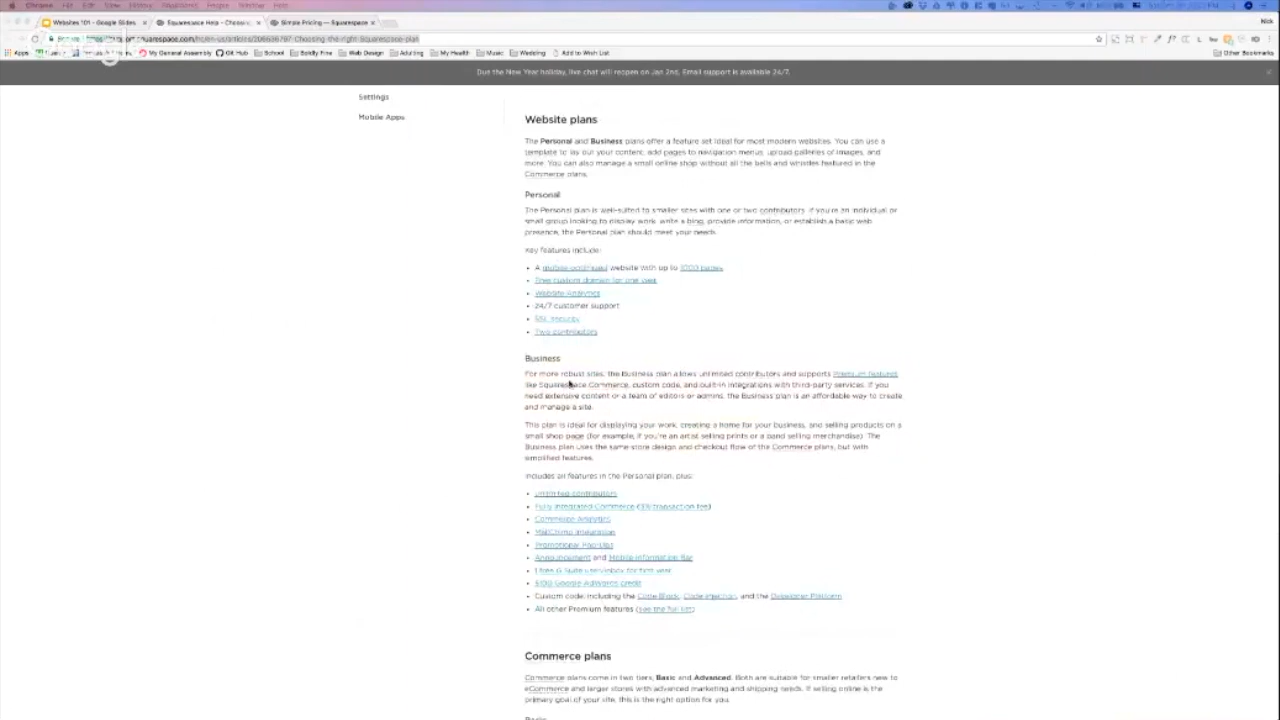 Chrome File Edit View History Bookmarks People Window Help
Websites 101 - Google Slides
Squarespace Help - Choosing
Simple Pricing — Squarespace
Nick
Apps
My General Assembly
Git Hub
School
Boldly Fine
Web Design
Adulting
My Health
Music
Wedding
Add to Wish List
Other Bookmarks
Due the New Year holiday, live chat will reopen on Jan 2nd. Email support is available 24/7.
Settings
Mobile Apps
Website plans
The Personal and Business plans offer a feature set ideal for most modern websites. You can use a
template to lay out your content, add pages to navigation menus, upload galleries of images, and
more. You can also manage a small online shop without all the bells and whistles featured in the
Commerce plans.
Personal
The Personal plan is well-suited to smaller sites with one or two contributors. If you're an individual or
small group looking to display work, write a blog, provide information, or establish a basic web
presence, the Personal plan should meet your needs.
Key features include:
A mobile-optimized website with up to 1000 pages
Free custom domain for one year
Website Analytics
24/7 customer support
SSL security
Two contributors
Business
For more robust sites, the Business plan allows unlimited contributors and supports Premium features
like Squarespace Commerce, custom code, and built-in integrations with third-party services. If you
need extensive content or a team of editors or admins, the Business plan is an affordable way to create
and manage a site.
This plan is ideal for displaying your work, creating a home for your business, and selling products on a
small shop page (for example, if you're an artist selling prints or a band selling merchandise). The
Business plan uses the same store design and checkout flow of the Commerce plans, but with
simplified features.
Includes all features in the Personal plan, plus:
Unlimited contributors
Fully Integrated Commerce (3% transaction fee)
Commerce Analytics
MailChimp integration
Promotional Pop-Ups
Announcement and Mobile Information Bar
1 free G Suite user/inbox for first year
$100 Google AdWords credit
Custom code, including the Code Block, Code Injection, and the Developer Platform
All other Premium features (see the full list)
Commerce plans
Commerce plans come in two tiers, Basic and Advanced. Both are suitable for smaller retailers new to
eCommerce and larger stores with advanced marketing and shipping needs. If selling online is the
primary goal of your site, this is the right option for you.